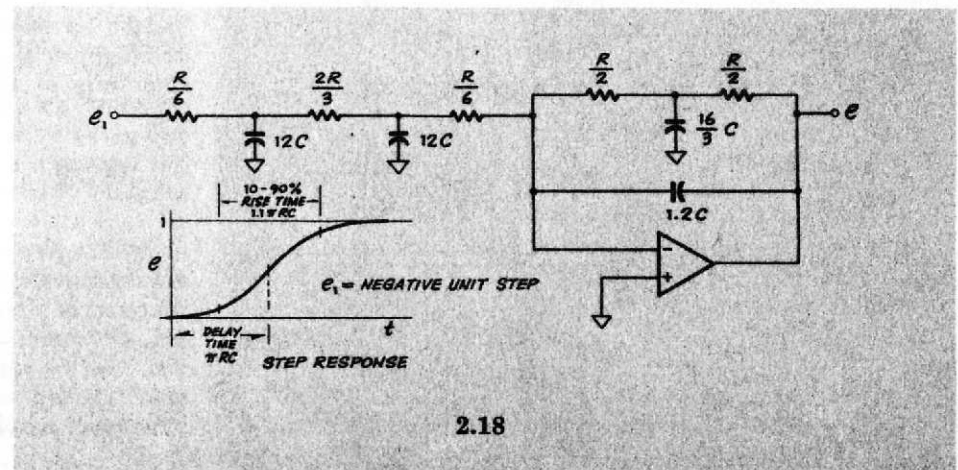 R/6
2R/3
R/6
R/2
R/2
e₁
12C
12C
16/3 C
e
1.2C
−
+
10-90%
RISE TIME
1.1πRC
1
e
e₁ = NEGATIVE UNIT STEP
t
DELAY
TIME
πRC
STEP RESPONSE
2.18